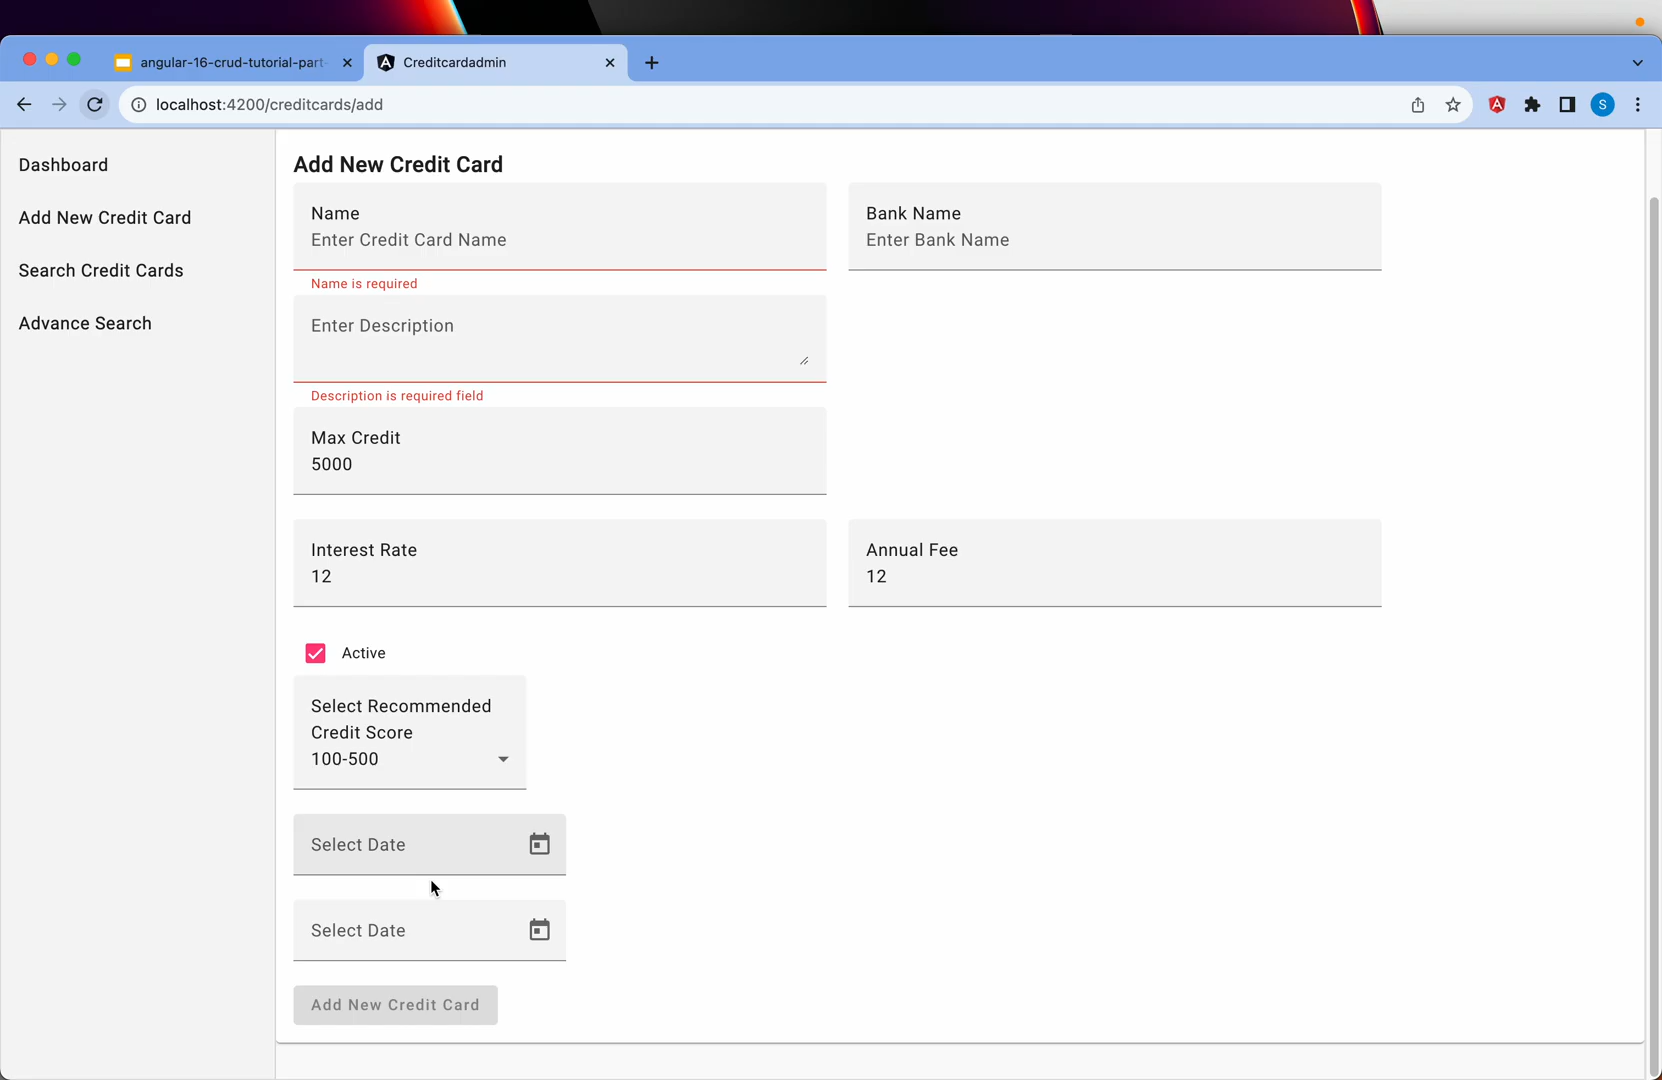 angular-16-crud-tutorial-part-
Creditcardadmin
localhost:4200/creditcards/add
S
Dashboard
Add New Credit Card
Search Credit Cards
Advance Search
Add New Credit Card
Name
Enter Credit Card Name
Name is required
Bank Name
Enter Bank Name
Enter Description
Description is required field
Max Credit
5000
Interest Rate
12
Annual Fee
12
Active
Select Recommended
Credit Score
100-500
Select Date
Select Date
Add New Credit Card